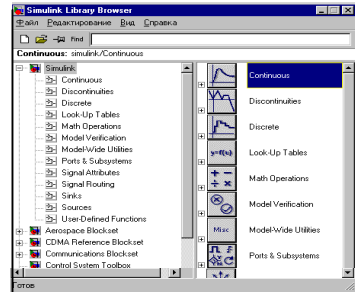 Simulink Library Browser
Файл Редактирование Вид Справка
Find
Continuous: simulink/Continuous
Simulink
Continuous
Discontinuities
Discrete
Look-Up Tables
Math Operations
Model Verification
Model-Wide Utilities
Ports & Subsystems
Signal Attributes
Signal Routing
Sinks
Sources
User-Defined Functions
Aerospace Blockset
CDMA Reference Blockset
Communications Blockset
Control System Toolbox
Continuous
Discontinuities
Discrete
y=f(u) Look-Up Tables
Math Operations
Model Verification
Misc Model-Wide Utilities
Ports & Subsystems
Готов